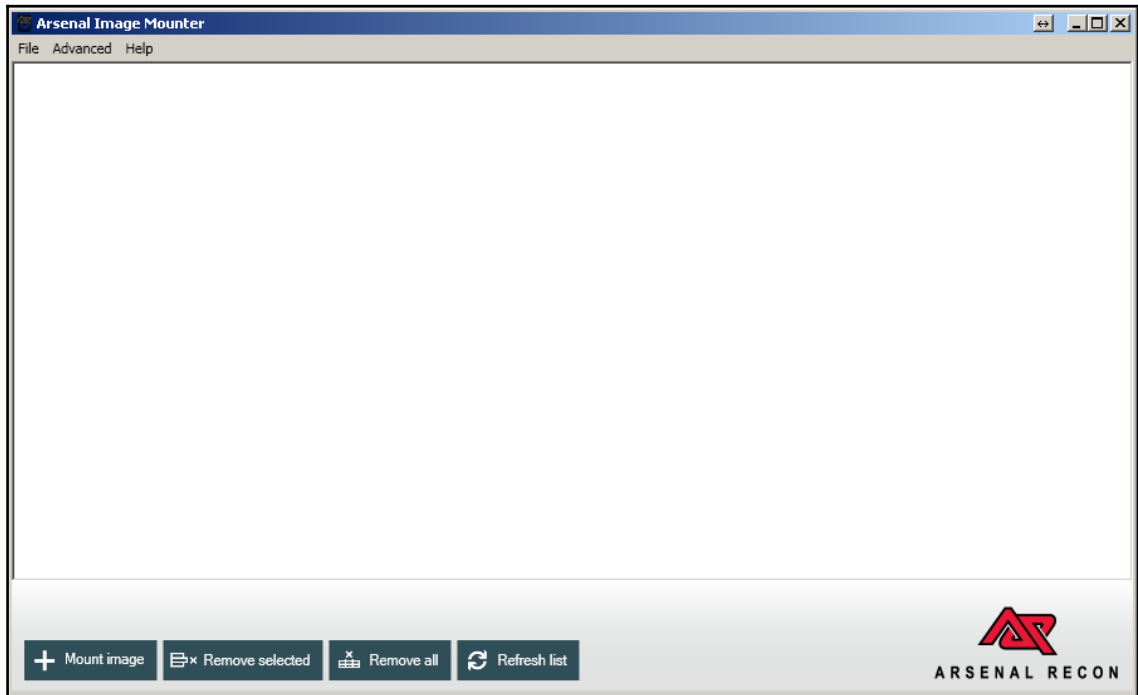 Arsenal Image Mounter
File Advanced Help
Mount image Remove selected Remove all Refresh list
ARSENAL RECON